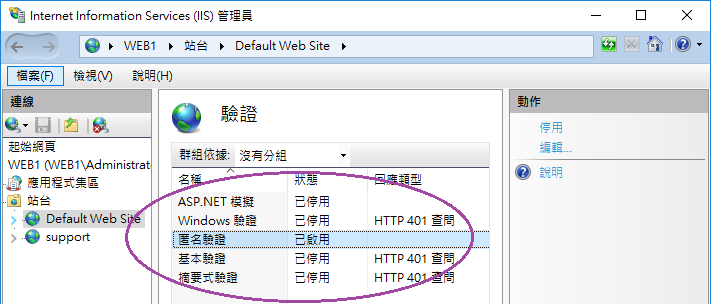 Internet Information Services (IIS) 管理員
WEB1 站台 Default Web Site
檔案(F) 檢視(V) 說明(H)
連線
起始網頁
WEB1 (WEB1\Administrat
應用程式集區
站台
Default Web Site
support
驗證
群組依據: 沒有分組
名稱 狀態 回應類型
ASP.NET 模擬 已停用
Windows 驗證 已停用 HTTP 401 查問
匿名驗證 已啟用
基本驗證 已停用 HTTP 401 查問
摘要式驗證 已停用 HTTP 401 查問
動作
停用
編輯...
說明